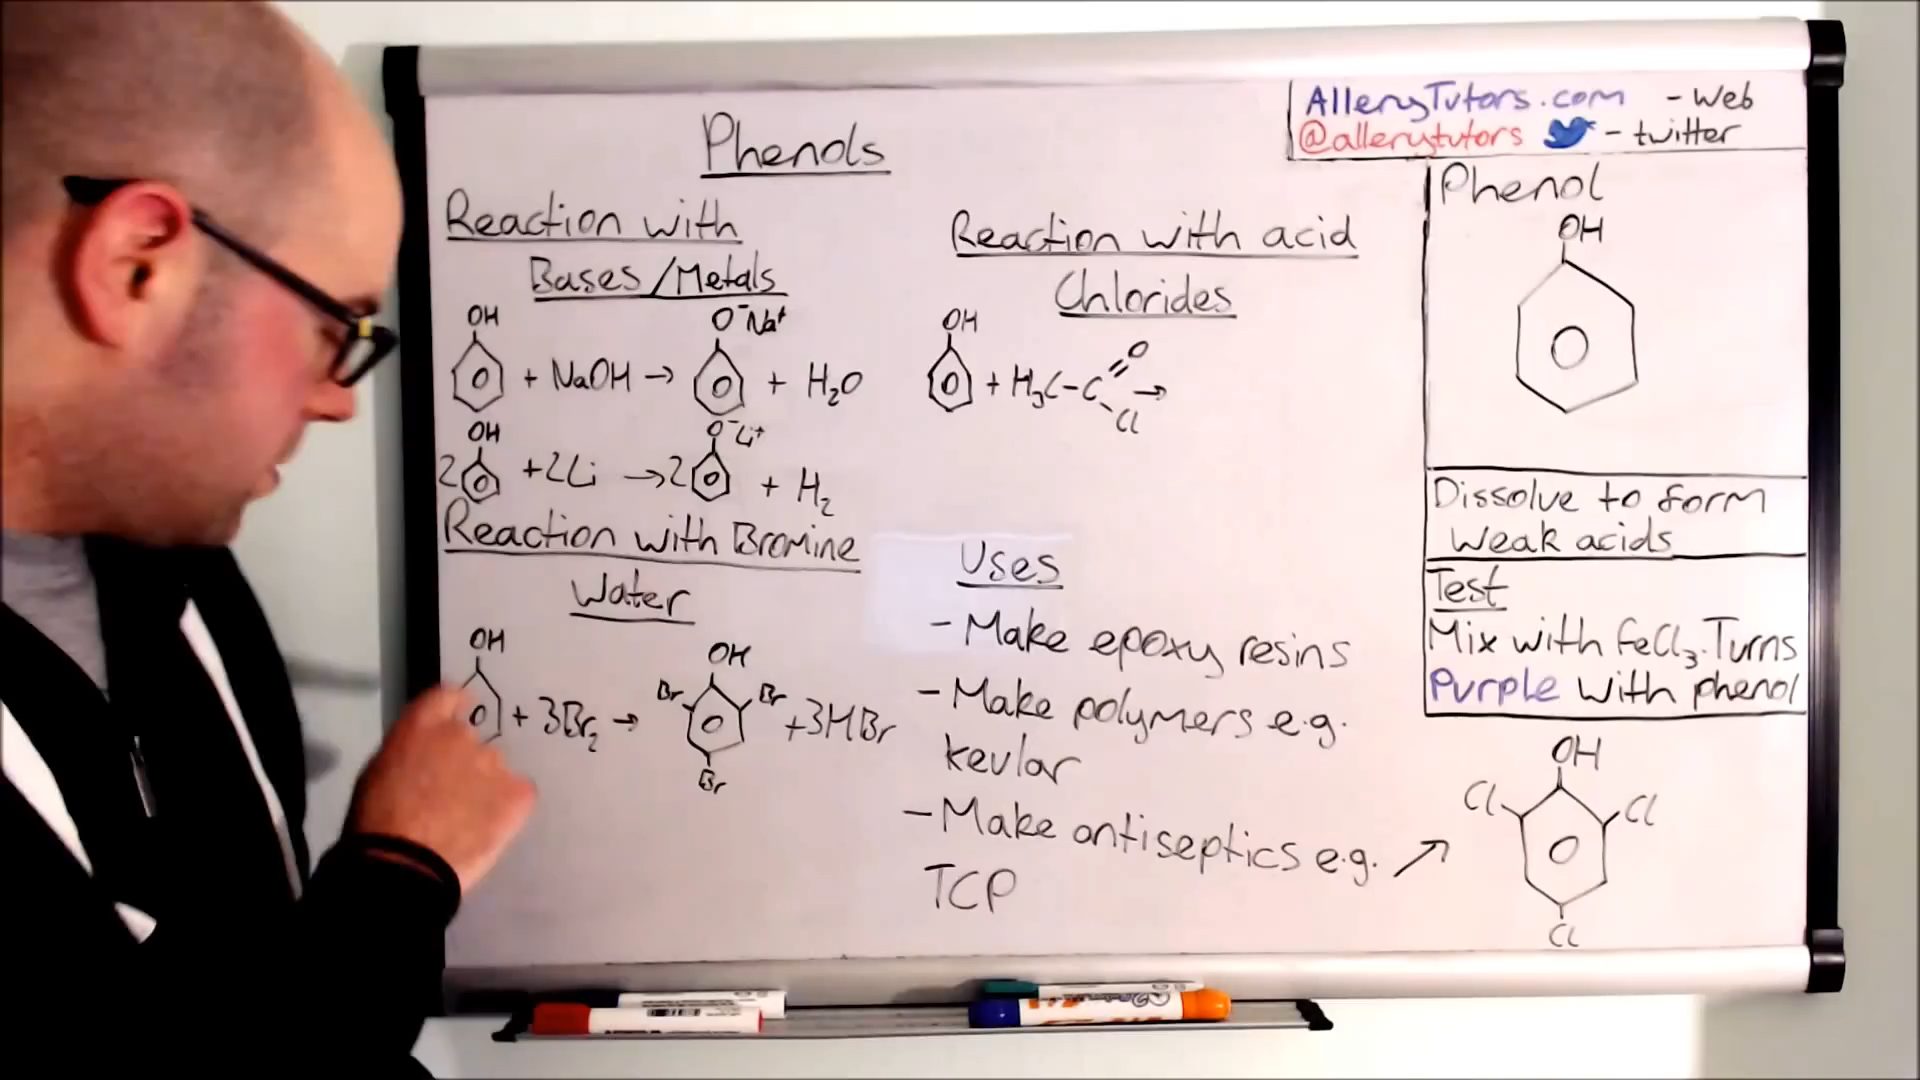 Phenols
AlleryTutors.com - Web
@allerytutors - twitter
Reaction with
Bases/Metals
OH O⁻Na⁺
+ NaOH → + H₂O
OH O⁻Li⁺
2 +2Li →2 + H₂
Reaction with Bromine
Water
OH OH
Br Br
+ 3Br₂ → +3HBr
Br
Reaction with acid
Chlorides
OH O
+ H₃C-C →
Cl
Uses
- Make epoxy resins
- Make polymers e.g.
kevlar
- Make antiseptics e.g. ↗
TCP
Phenol
OH
Dissolve to form
weak acids
Test
Mix with FeCl₃. Turns
Purple with phenol
OH
Cl Cl
Cl